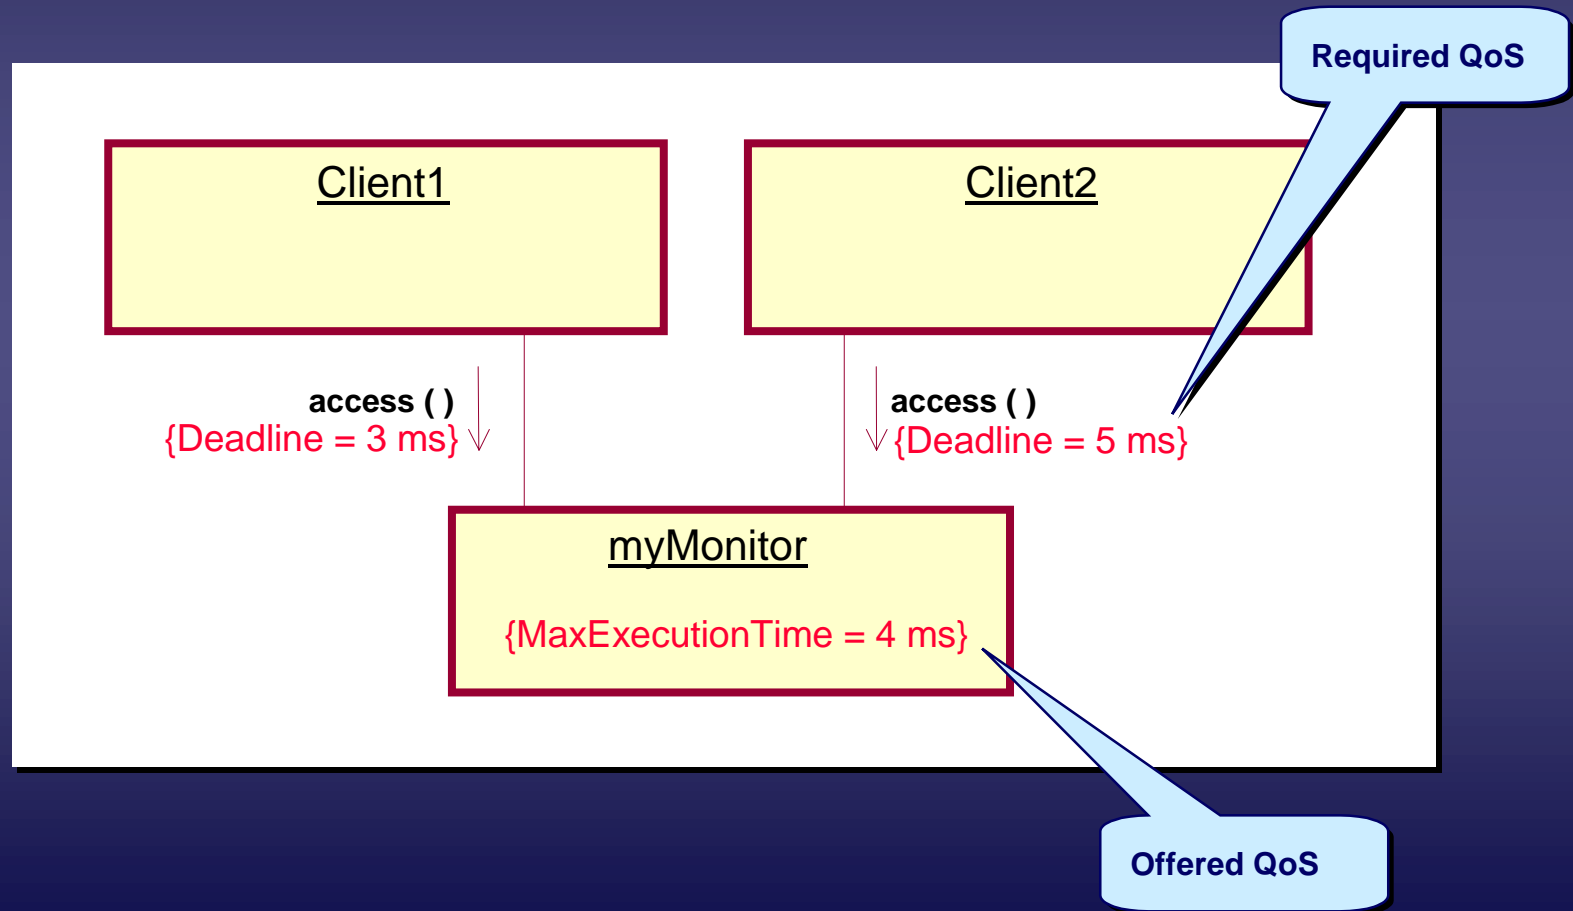 Required QoS
Client1
Client2
access ( )
{Deadline = 3 ms}
access ( )
{Deadline = 5 ms}
myMonitor
{MaxExecutionTime = 4 ms}
Offered QoS